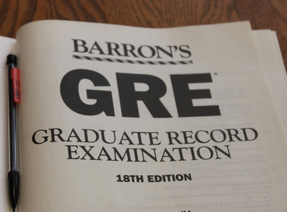 BARRON'S
GRE®
GRADUATE RECORD
EXAMINATION
18TH EDITION